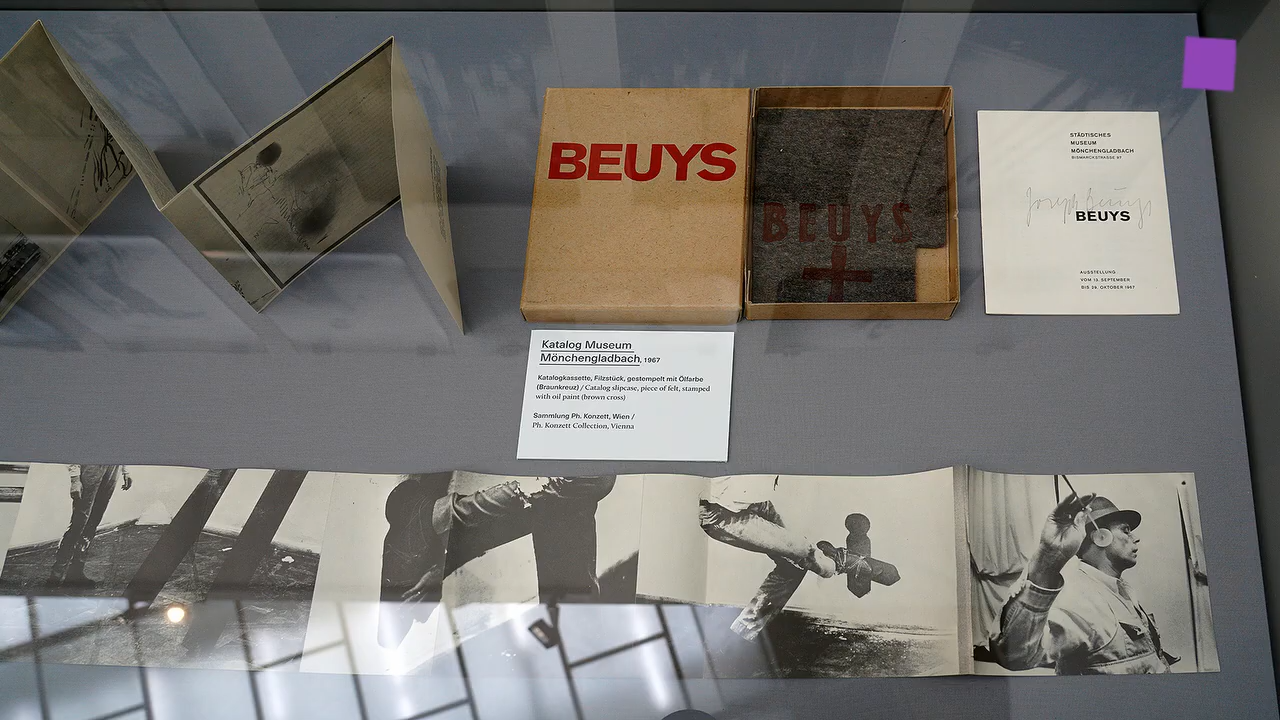 BEUYS
BEUYS
STÄDTISCHES
MUSEUM
MÖNCHENGLADBACH
BISMARCKSTRASSE 97
Joseph Beuys
BEUYS
AUSSTELLUNG
VOM 13. SEPTEMBER
BIS 29. OKTOBER 1967
Katalog Museum
Mönchengladbach, 1967
Katalogkassette, Filzstück, gestempelt mit Ölfarbe
(Braunkreuz) / Catalog slipcase, piece of felt, stamped
with oil paint (brown cross)
Sammlung Ph. Konzett, Wien /
Ph. Konzett Collection, Vienna